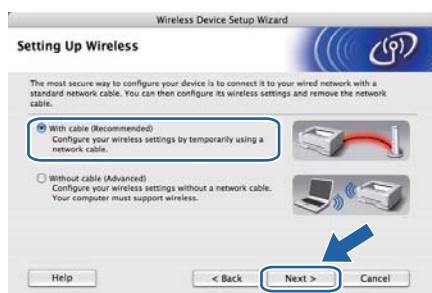 Wireless Device Setup Wizard
Setting Up Wireless
The most secure way to configure your device is to connect it to your wired network with a
standard network cable. You can then configure its wireless settings and remove the network
cable.
With cable (Recommended)
Configure your wireless settings by temporarily using a
network cable.
Without cable (Advanced)
Configure your wireless settings without a network cable.
Your computer must support wireless.
Help
< Back
Next >
Cancel